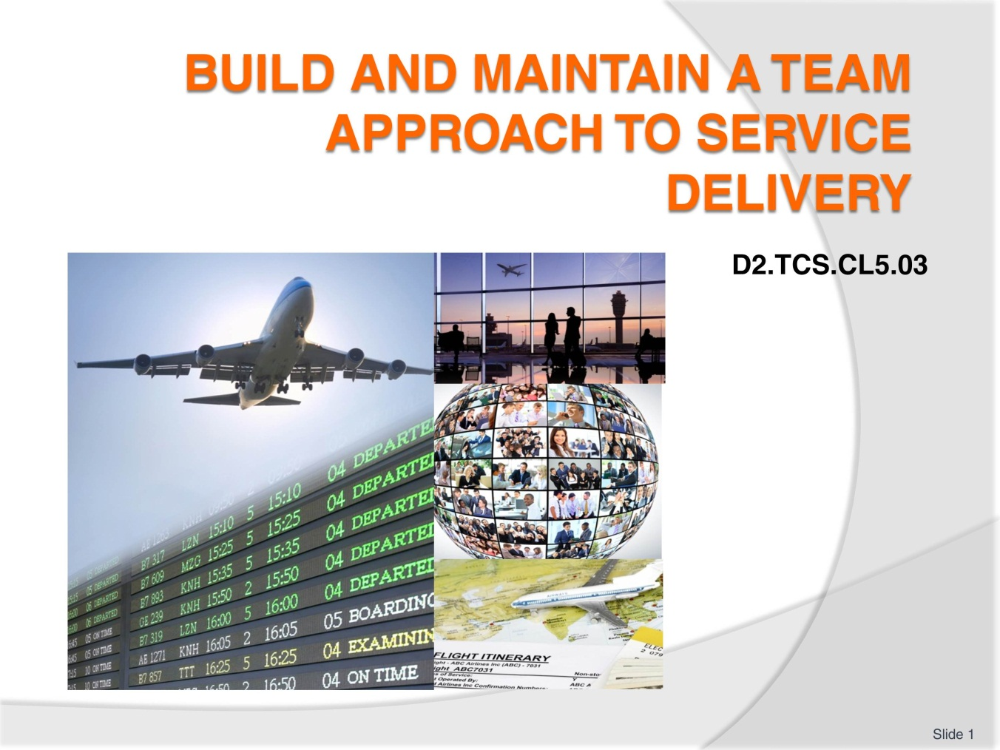 BUILD AND MAINTAIN A TEAM
APPROACH TO SERVICE
DELIVERY
D2.TCS.CL5.03
04 DEPARTE
04 DEPARTE
15:10 04 DEPARTE
LZN 15:10 5 15:25 04 DEPARTED
B7 317 MZG 15:25 5 15:35 04 DEPARTED
B7 609 KNH 15:35 5 15:50 05 BOARDING
B7 893 KNH 15:50 2 16:00 04 EXAMININ
GE 239 LZN 16:00 5 16:05 04 ON TIME
B7 319 KNH 16:05 2 16:25
AE 1271 TTT 16:25 5 16:50
B7 857
05 DEPARTED
06 DEPARTED
06 DEPARTED
05 ON TIME
05 ON TIME
10 ON TIME
10 ON TIME
FLIGHT ITINERARY
ight - ABC Airlines Inc (ABC) - 7031
ight ABC7031
s of Service: Non-sto
t Operated By: Y
Airlines Inc Confirmation Numbers: ABC A
ELEC
2 079
Slide 1